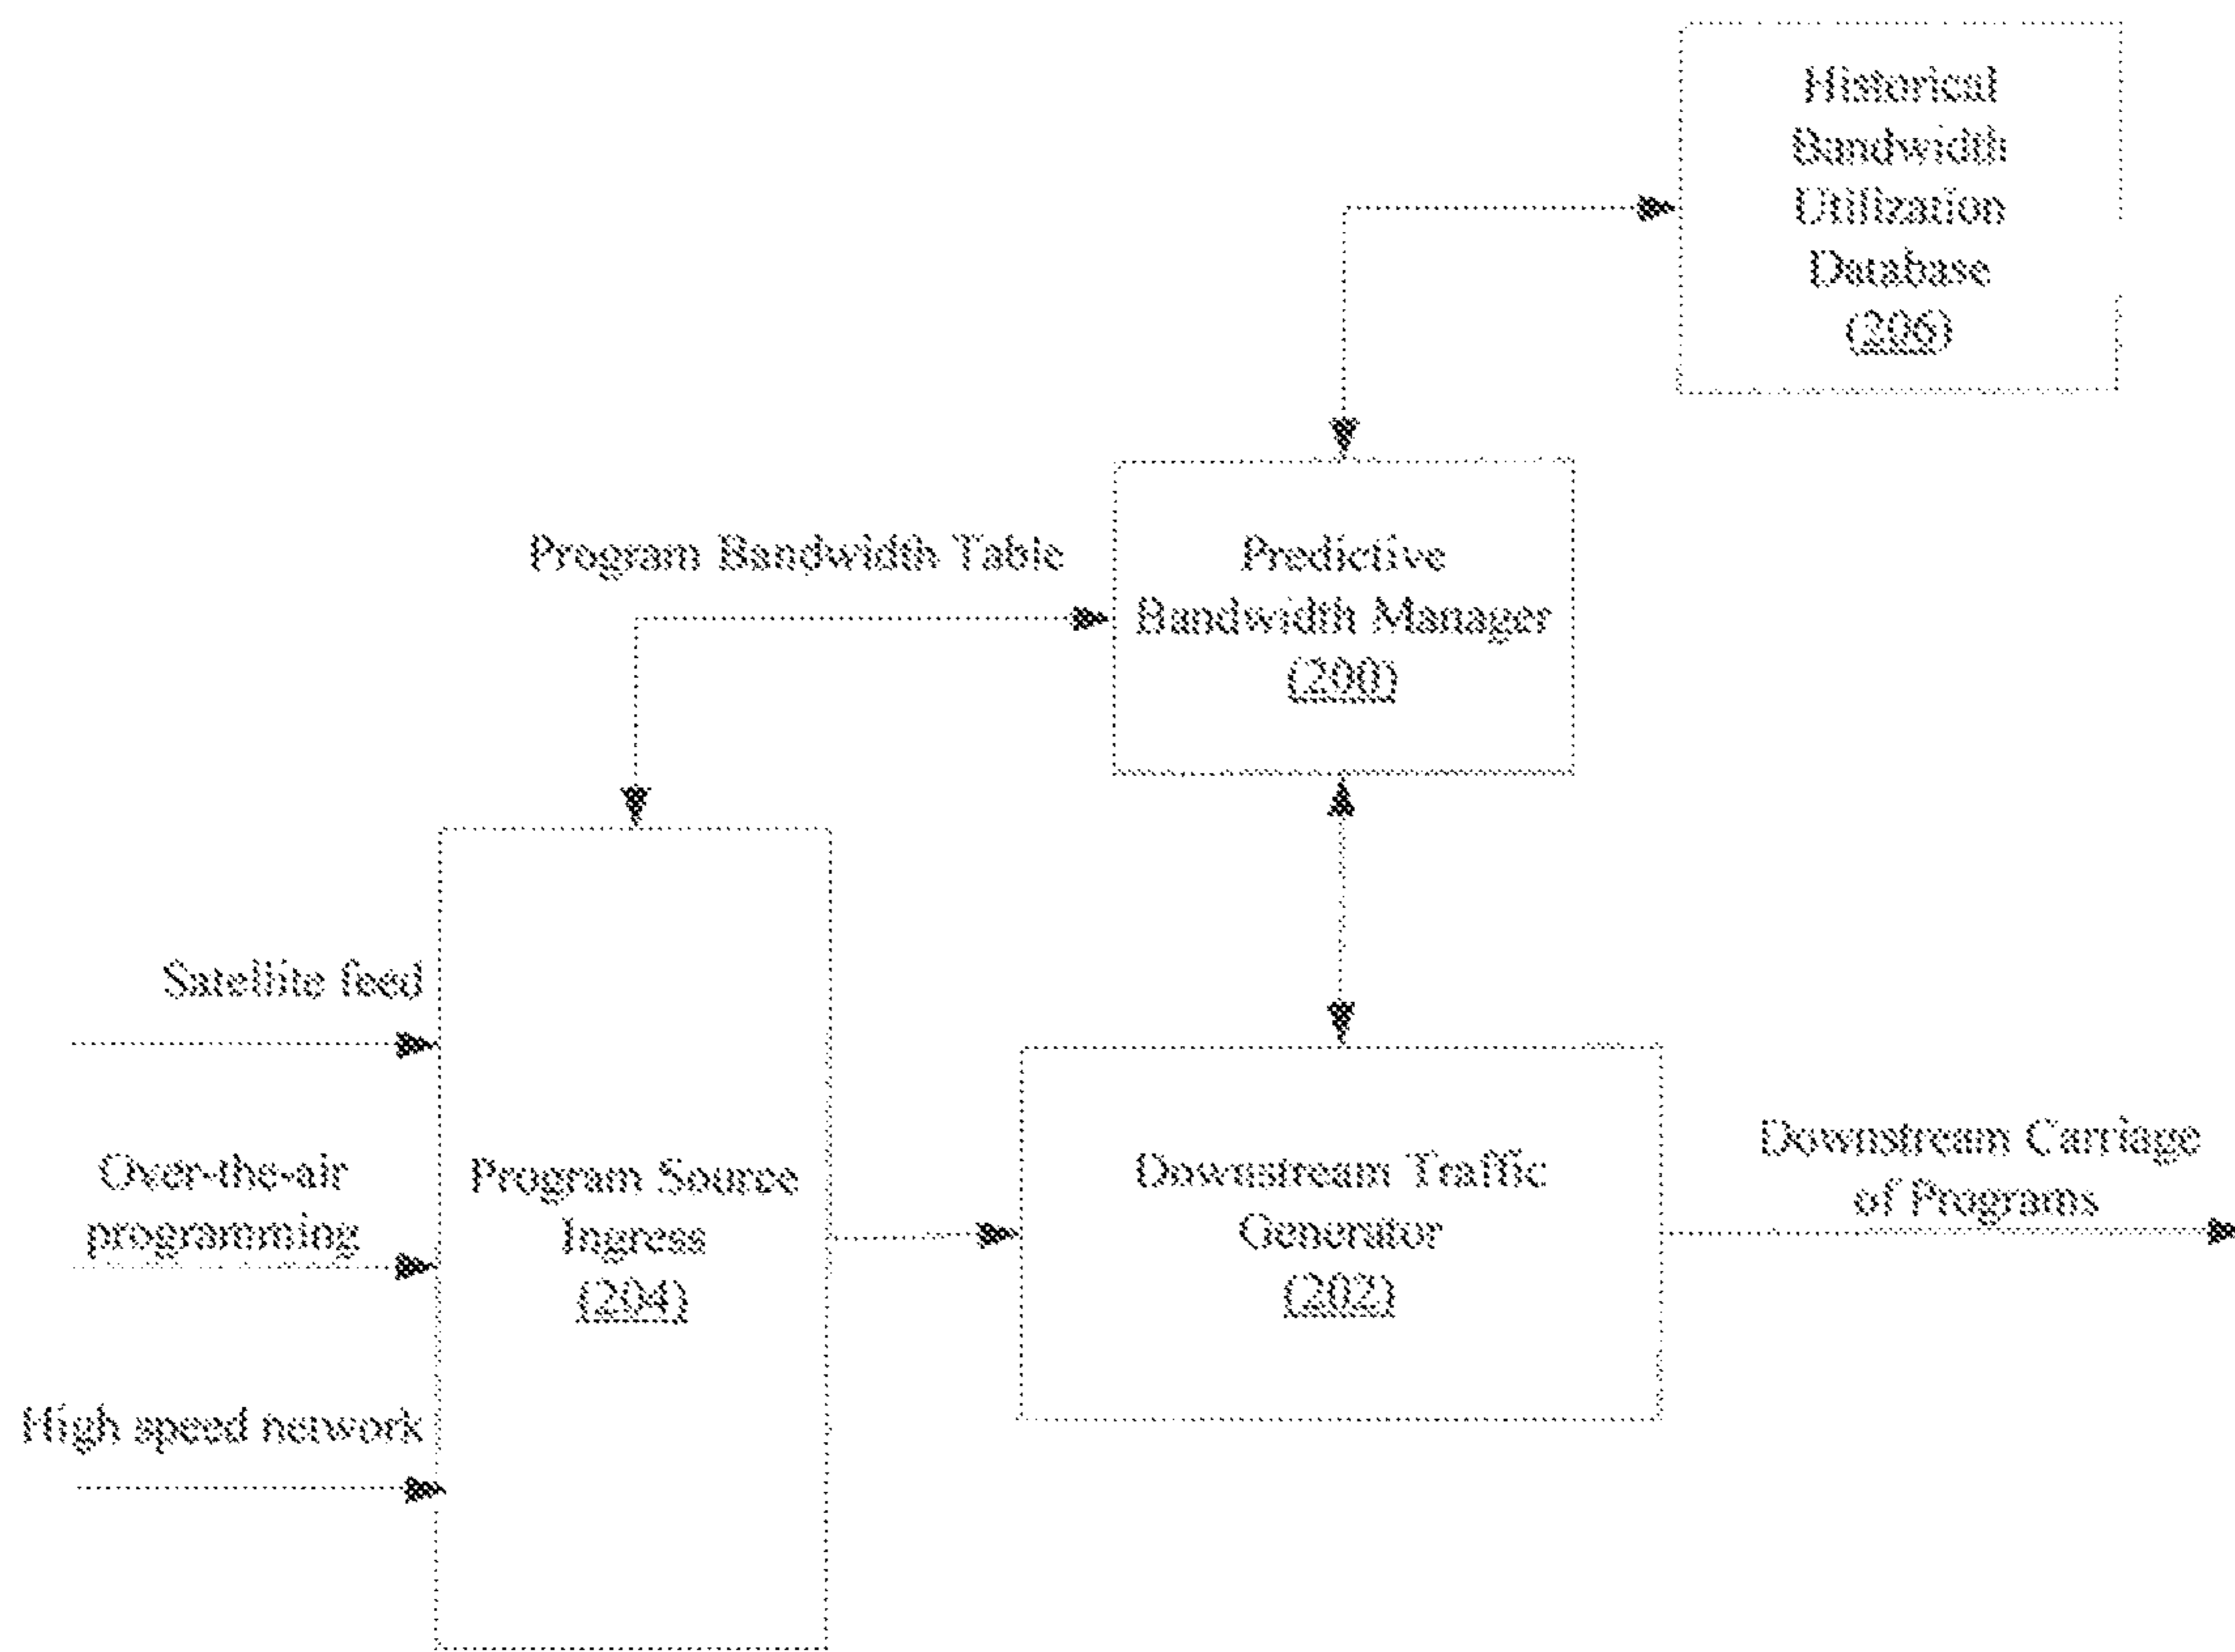 Historical
Bandwidth
Utilization
Database
(206)
Program Bandwidth Table
Predictive
Bandwidth Manager
(200)
Satellite feed
Over-the-air
programming
High speed network
Program Source
Ingress
(204)
Downstream Traffic
Generator
(202)
Downstream Carriage
of Programs